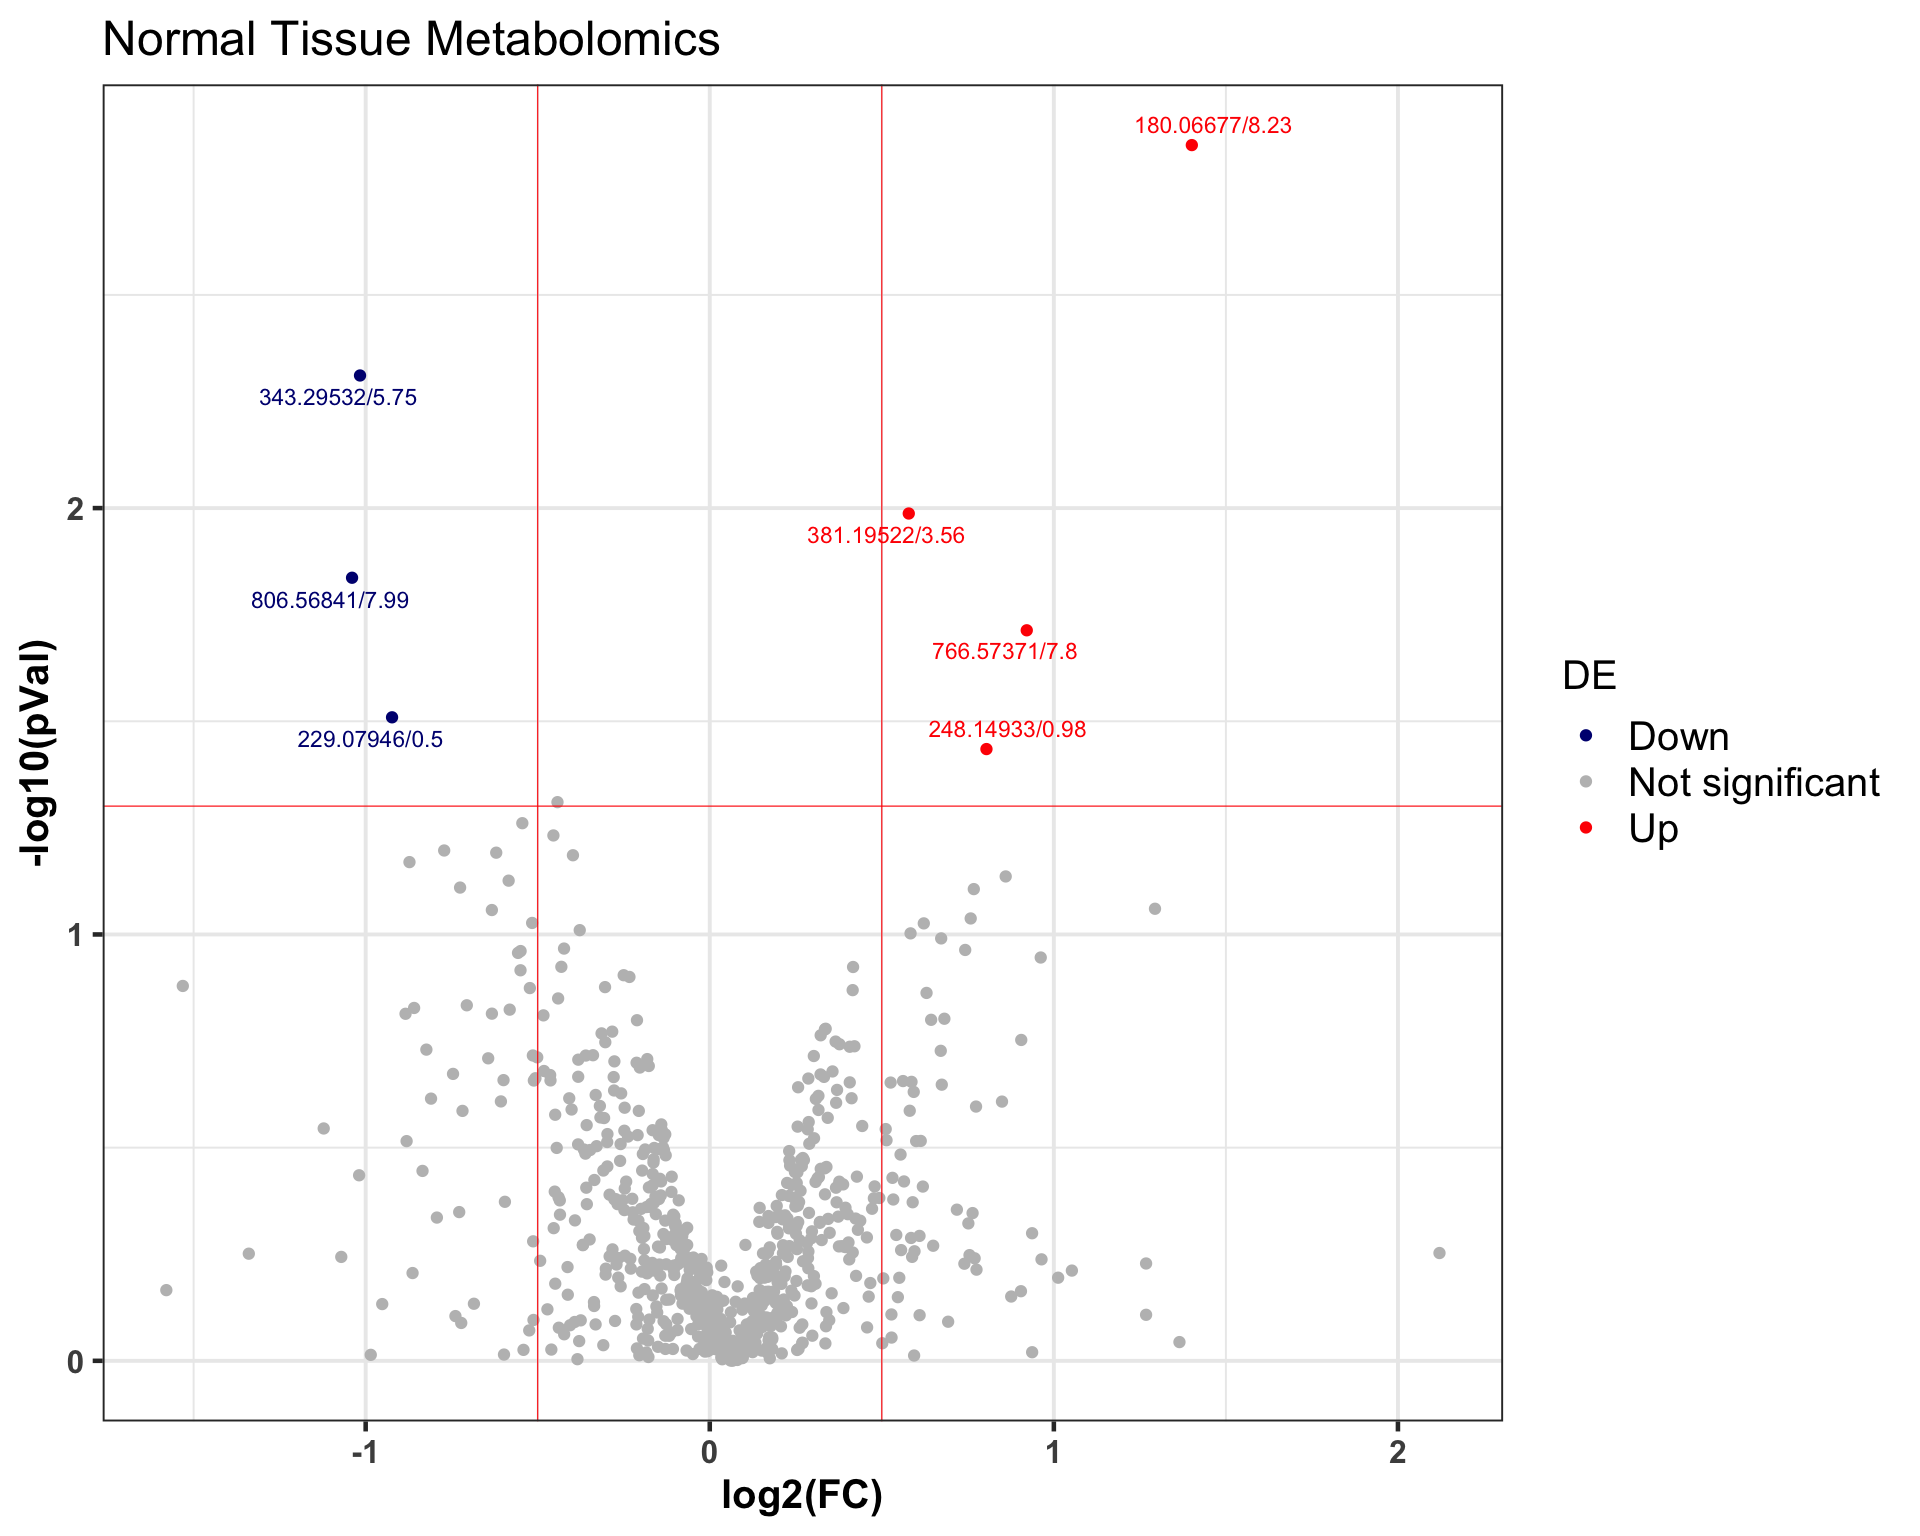 Normal Tissue Metabolomics
180.06677/8.23
343.29532/5.75
381.19522/3.56
806.56841/7.99
766.57371/7.8
229.07946/0.5
248.14933/0.98
-log10(pVal)
2
1
0
-1
0
1
2
log2(FC)
DE
Down
Not significant
Up